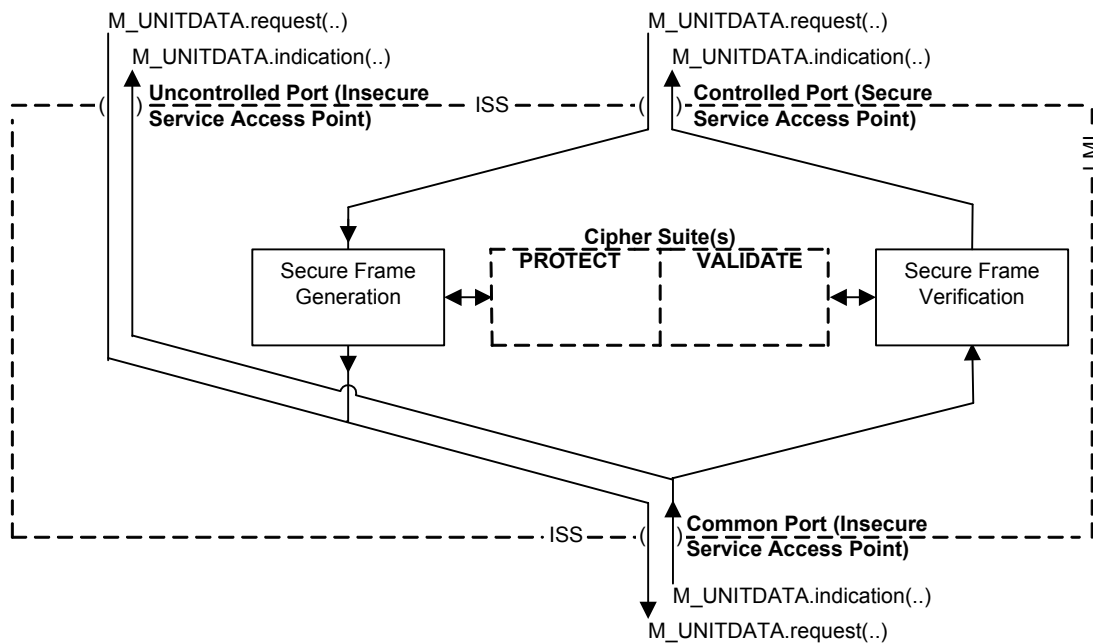 M_UNITDATA.request(..)
M_UNITDATA.indication(..)
M_UNITDATA.request(..)
M_UNITDATA.indication(..)
( )
Uncontrolled Port (Insecure
Service Access Point)
ISS
( )
Controlled Port (Secure
Service Access Point)
LMI
Cipher Suite(s)
PROTECT
VALIDATE
Secure Frame
Generation
Secure Frame
Verification
ISS
( )
Common Port (Insecure
Service Access Point)
M_UNITDATA.indication(..)
M_UNITDATA.request(..)